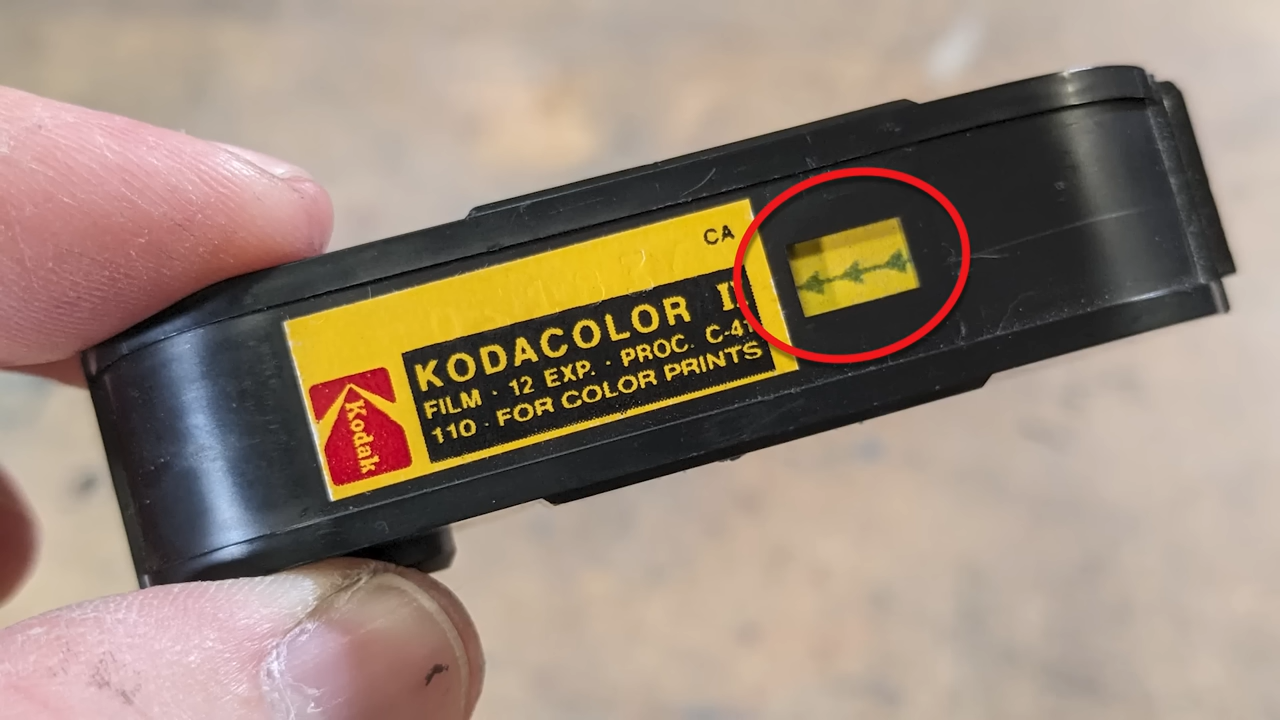 CA
KODACOLOR II
FILM · 12 EXP. · PROC. C-41
110 · FOR COLOR PRINTS
Kodak